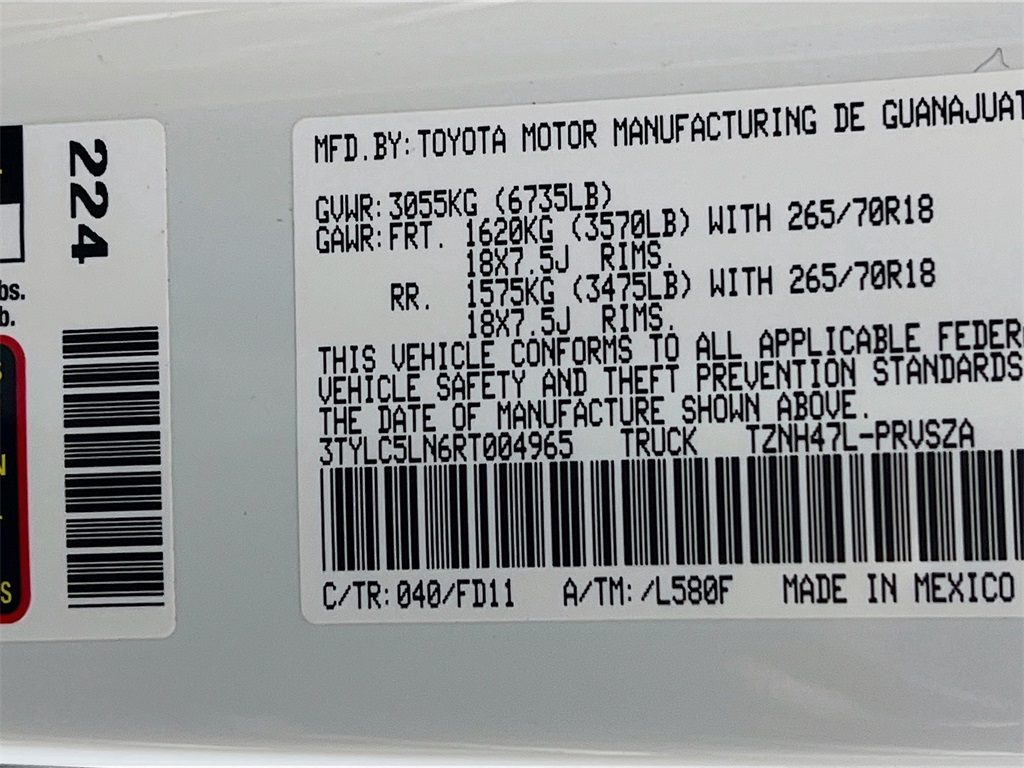 224
bs.
b.
S
N
S
MFD.BY: TOYOTA MOTOR MANUFACTURING DE GUANAJUAT
GVWR: 3055KG (6735LB)
GAWR: FRT. 1620KG (3570LB) WITH 265/70R18
18X7.5J RIMS.
RR. 1575KG (3475LB) WITH 265/70R18
18X7.5J RIMS.
THIS VEHICLE CONFORMS TO ALL APPLICABLE FEDER
VEHICLE SAFETY AND THEFT PREVENTION STANDARDS
THE DATE OF MANUFACTURE SHOWN ABOVE.
3TYLC5LN6RT004965 TRUCK TZNH47L-PRVSZA
C/TR: 040/FD11 A/TM: /L580F MADE IN MEXICO